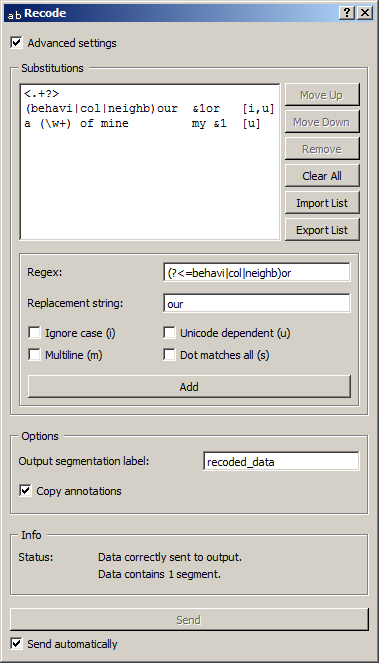 ab Recode
Advanced settings
Substitutions
<.+?>
(behavi|col|neighb)our &1or [i,u]
a (\w+) of mine my &1 [u]
Move Up
Move Down
Remove
Clear All
Import List
Export List
Regex: (?<=behavi|col|neighb)or
Replacement string: our
Ignore case (i) Unicode dependent (u)
Multiline (m) Dot matches all (s)
Add
Options
Output segmentation label: recoded_data
Copy annotations
Info
Status: Data correctly sent to output.
Data contains 1 segment.
Send
Send automatically